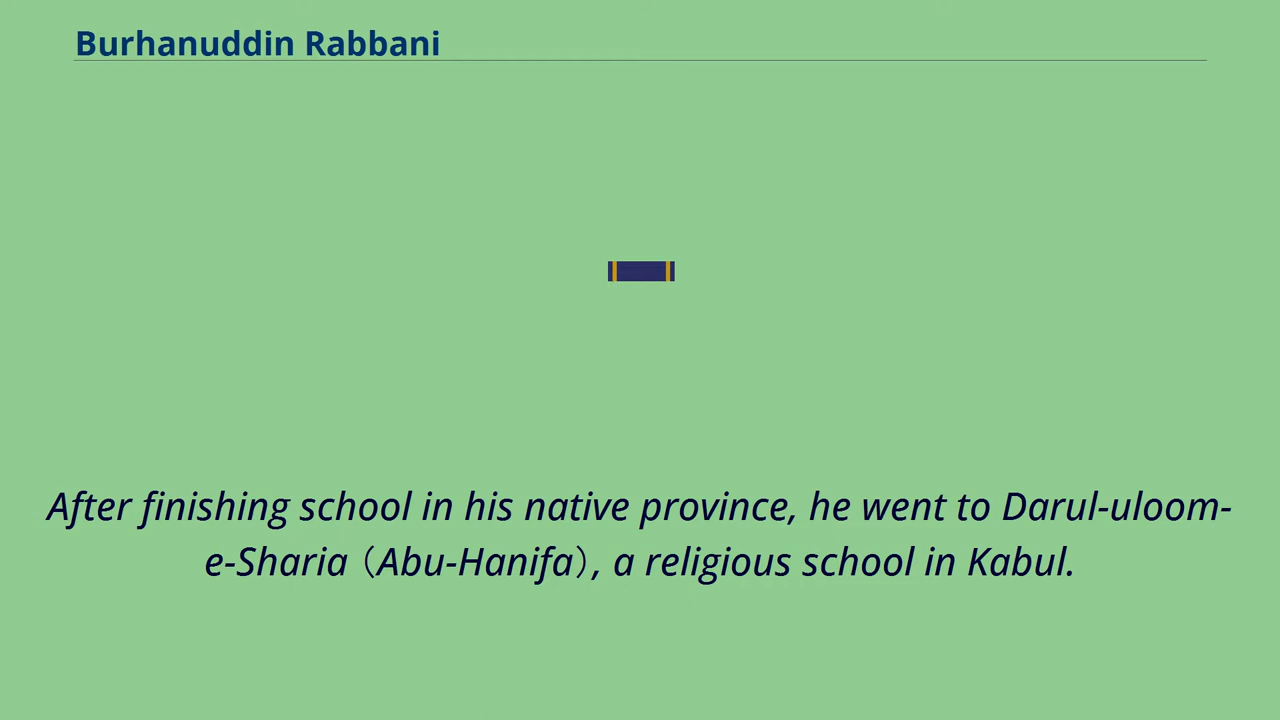 Burhanuddin Rabbani
After finishing school in his native province, he went to Darul-uloom-
e-Sharia（Abu-Hanifa）, a religious school in Kabul.